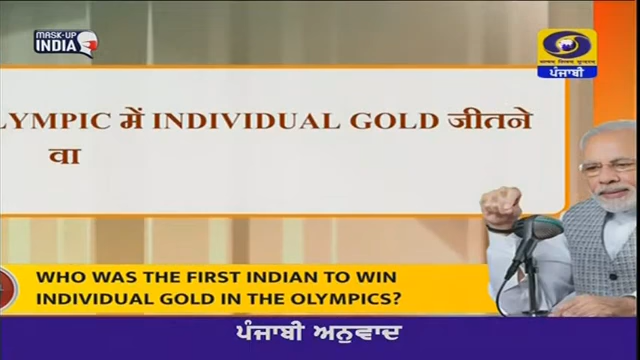 MASK-UP
INDIA
ਪੰਜਾਬੀ
LYMPIC में INDIVIDUAL GOLD जीतने
वा
WHO WAS THE FIRST INDIAN TO WIN
INDIVIDUAL GOLD IN THE OLYMPICS?
ਪੰਜਾਬੀ ਅਨੁਵਾਦ